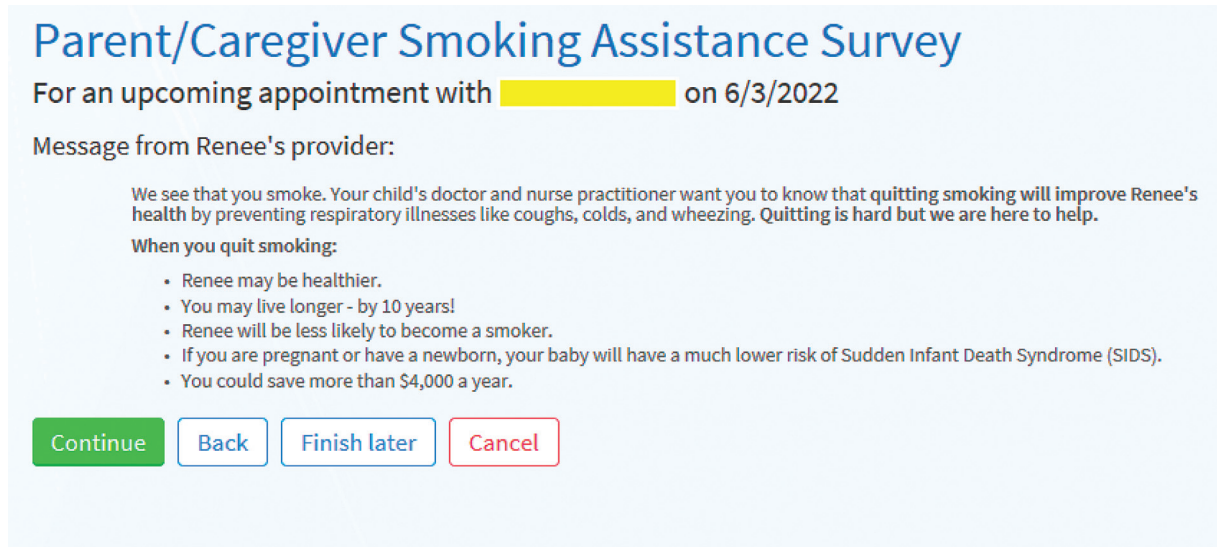 Parent/Caregiver Smoking Assistance Survey
For an upcoming appointment with on 6/3/2022
Message from Renee's provider:
We see that you smoke. Your child's doctor and nurse practitioner want you to know that quitting smoking will improve Renee's
health by preventing respiratory illnesses like coughs, colds, and wheezing. Quitting is hard but we are here to help.
When you quit smoking:
• Renee may be healthier.
• You may live longer - by 10 years!
• Renee will be less likely to become a smoker.
• If you are pregnant or have a newborn, your baby will have a much lower risk of Sudden Infant Death Syndrome (SIDS).
• You could save more than $4,000 a year.
Continue Back Finish later Cancel